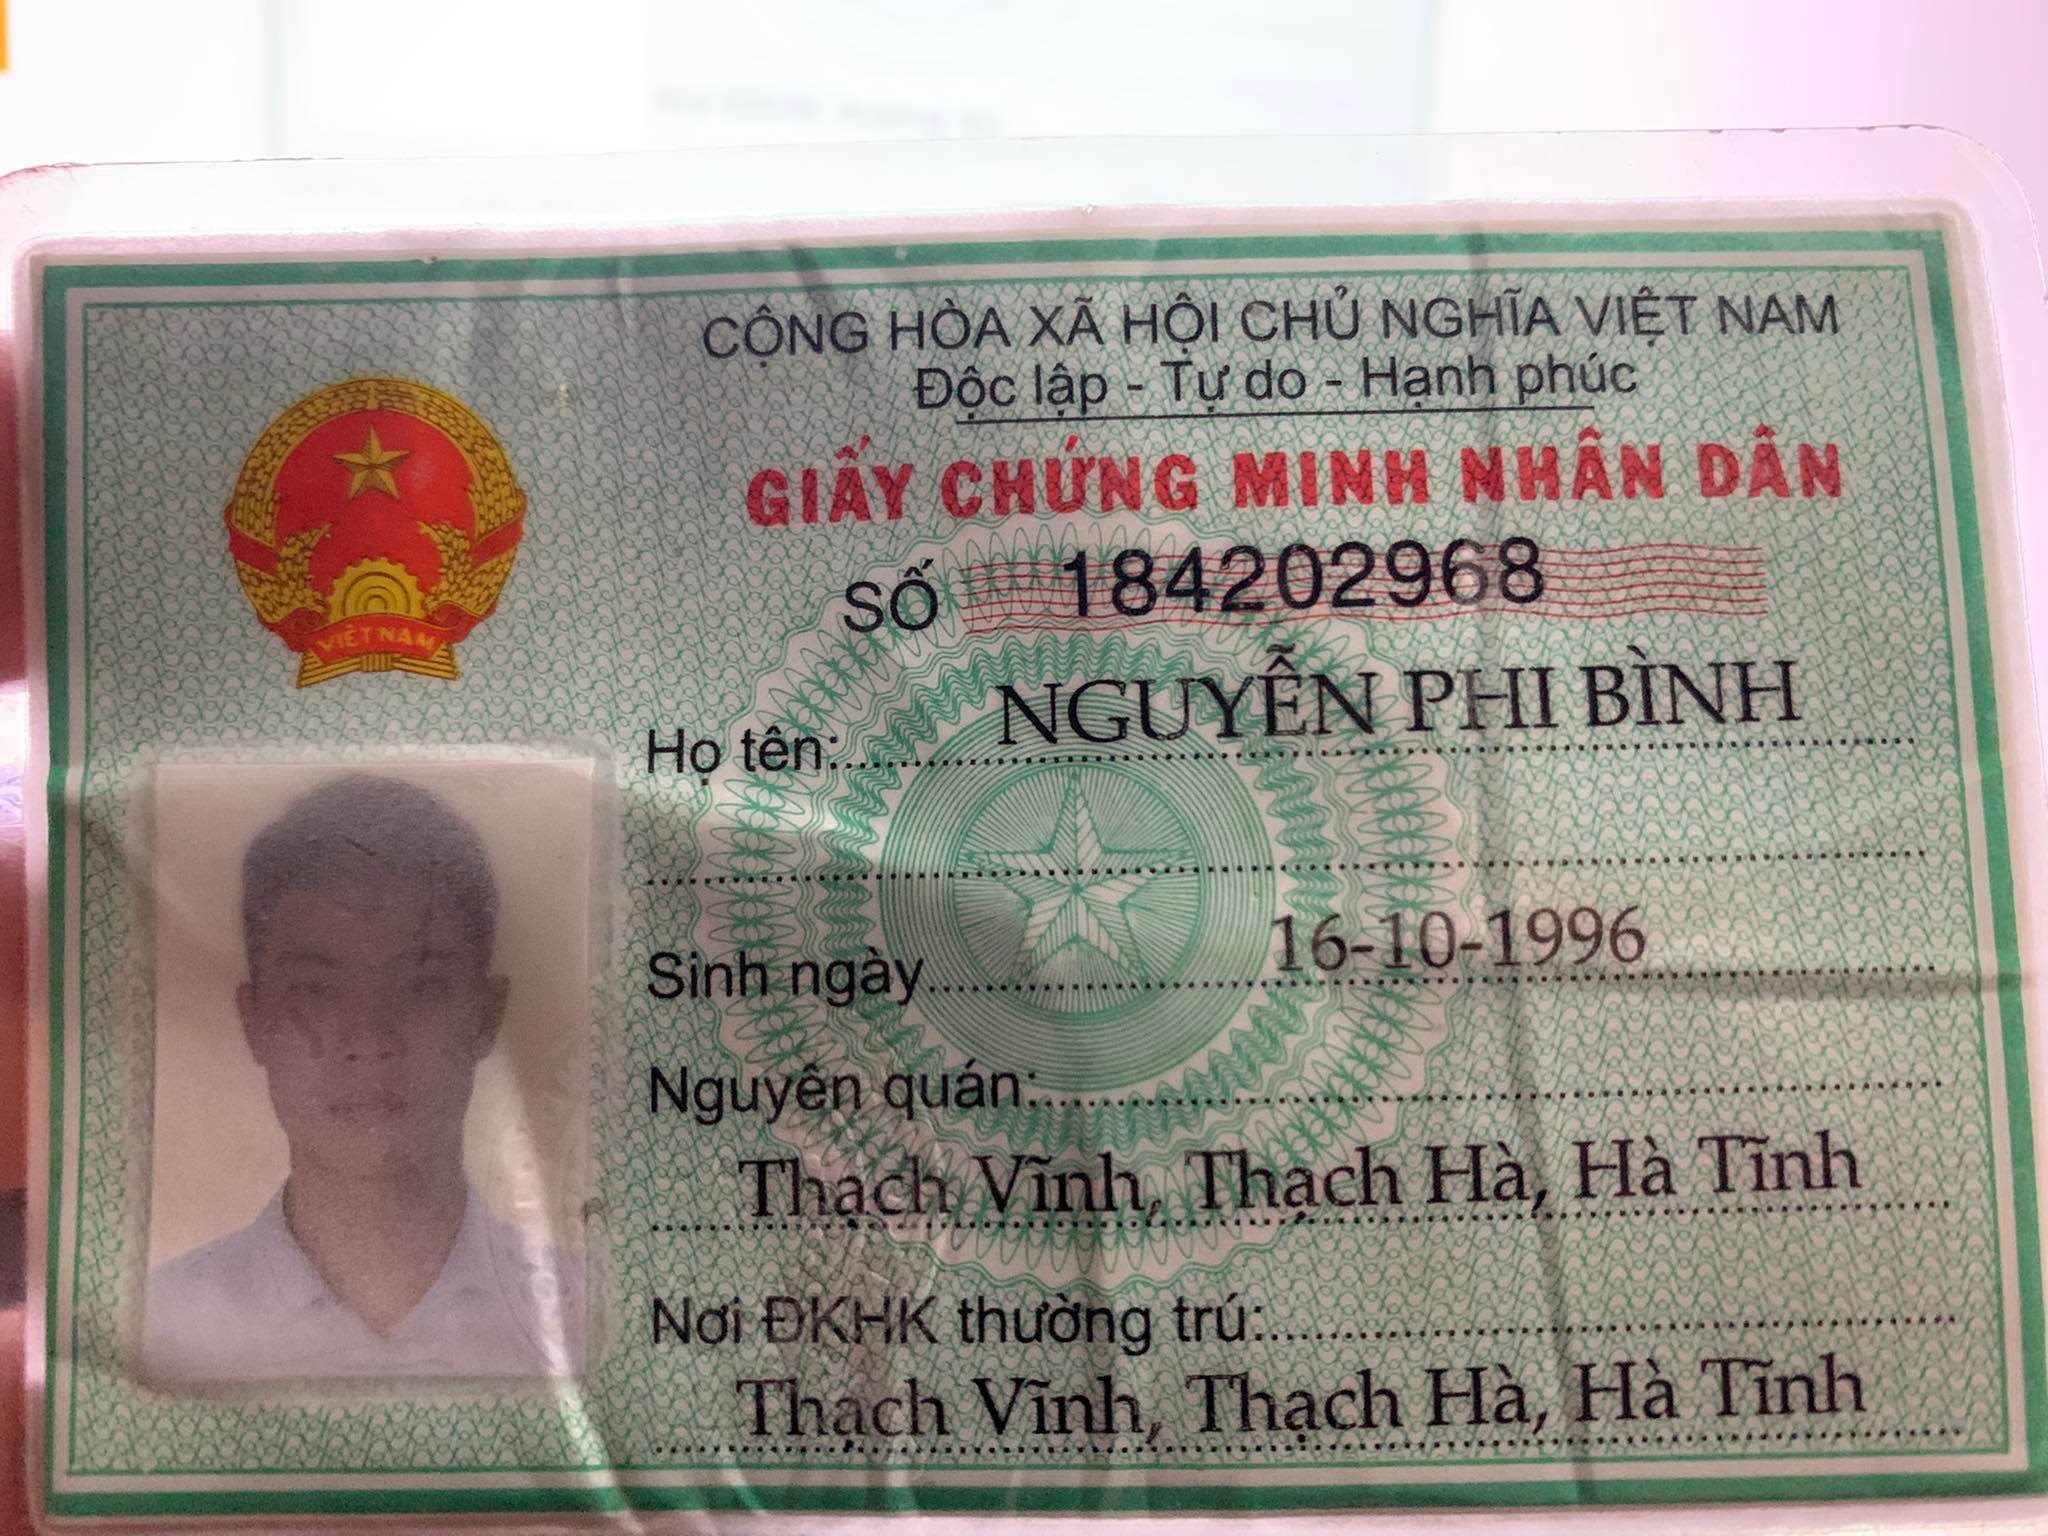 CỘNG HÒA XÃ HỘI CHỦ NGHĨA VIỆT NAM
Độc lập - Tự do - Hạnh phúc
GIẤY CHỨNG MINH NHÂN DÂN
SỐ 184202968
VIỆT NAM
Họ tên: NGUYỄN PHI BÌNH
Sinh ngày 16-10-1996
Nguyên quán:
Thạch Vĩnh, Thạch Hà, Hà Tĩnh
Nơi ĐKHK thường trú:
Thạch Vĩnh, Thạch Hà, Hà Tĩnh